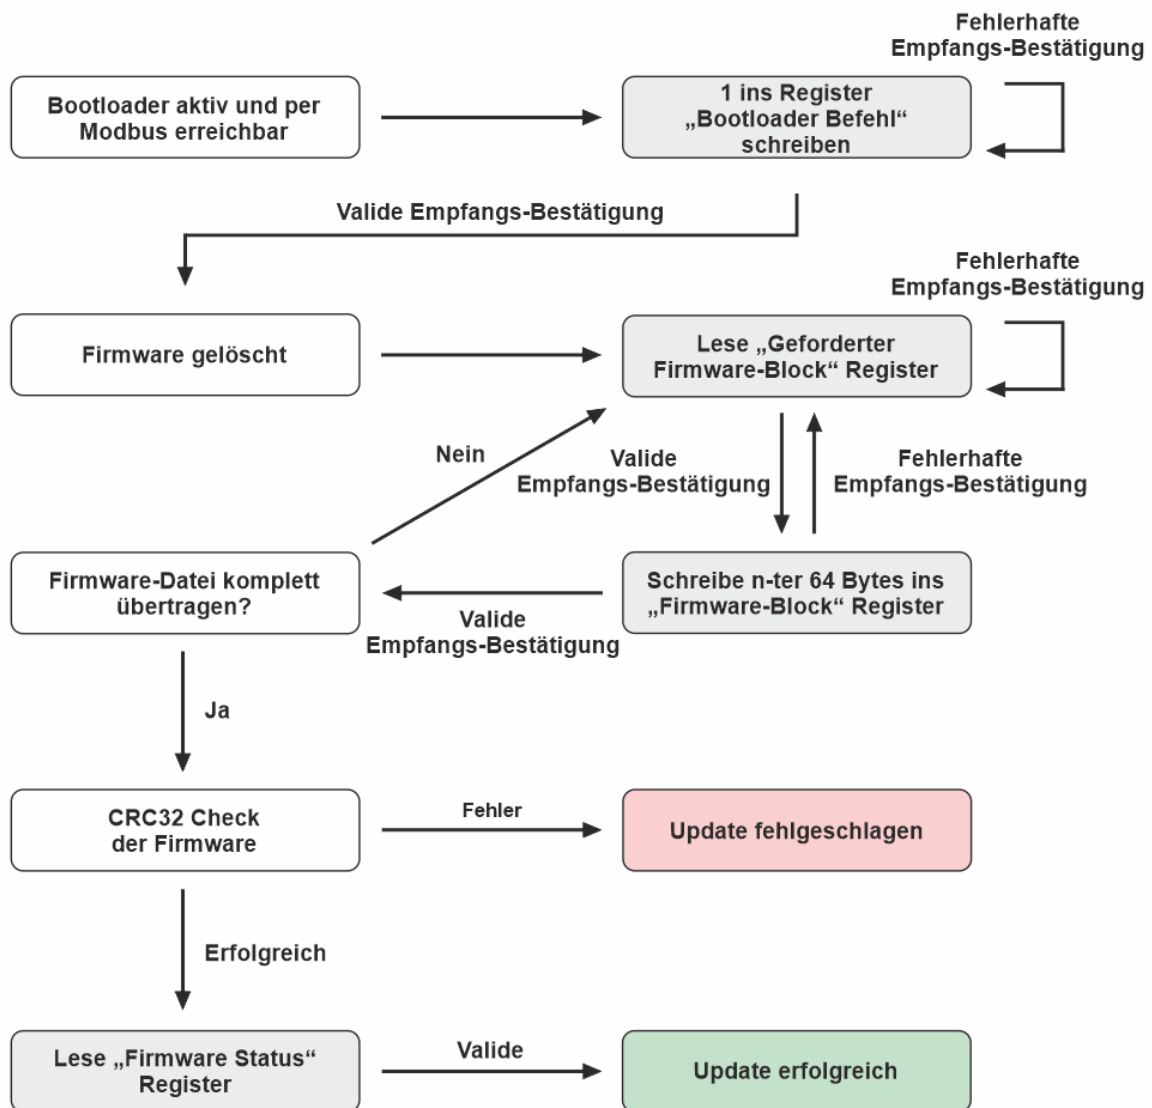 Fehlerhafte
Empfangs-Bestätigung
Bootloader aktiv und per
Modbus erreichbar
1 ins Register
„Bootloader Befehl“
schreiben
Valide Empfangs-Bestätigung
Fehlerhafte
Empfangs-Bestätigung
Firmware gelöscht
Lese „Geforderter
Firmware-Block“ Register
Nein
Valide
Empfangs-Bestätigung
Fehlerhafte
Empfangs-Bestätigung
Firmware-Datei komplett
übertragen?
Schreibe n-ter 64 Bytes ins
„Firmware-Block“ Register
Valide
Empfangs-Bestätigung
Ja
CRC32 Check
der Firmware
Fehler
Update fehlgeschlagen
Erfolgreich
Lese „Firmware Status“
Register
Valide
Update erfolgreich